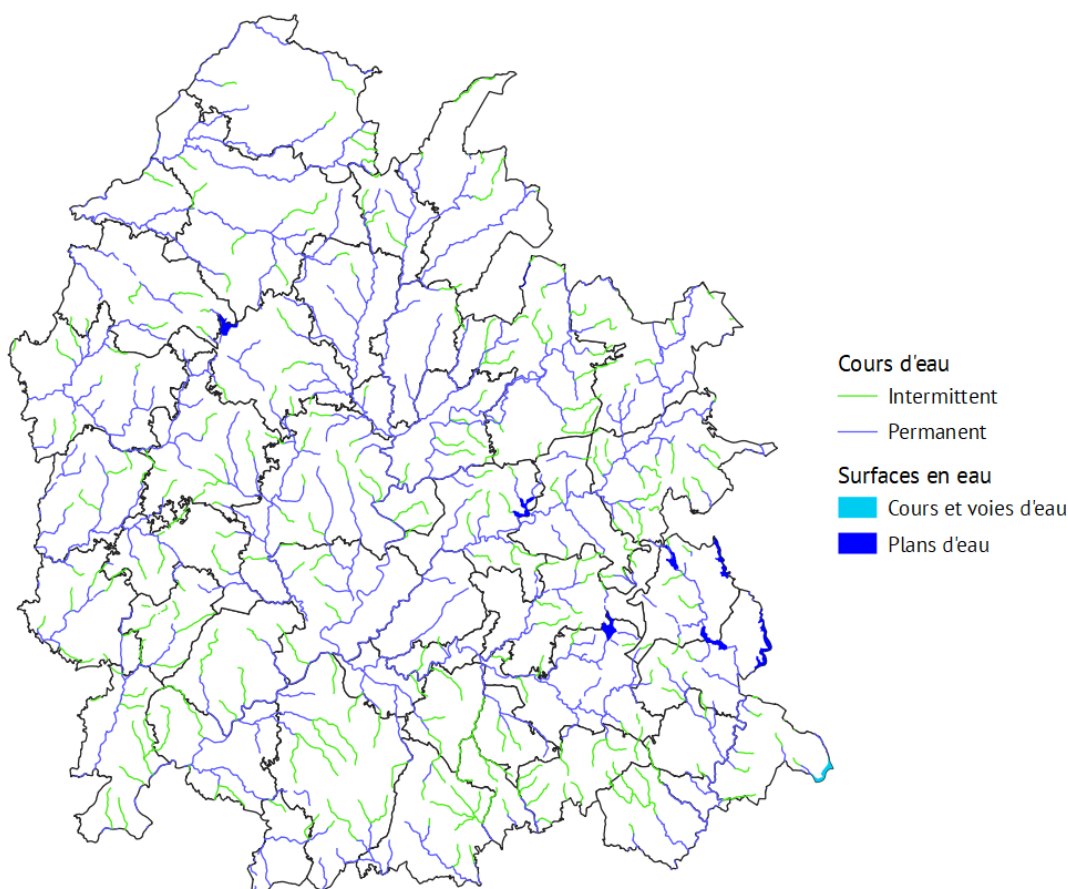 Cours d'eau
Intermittent
Permanent
Surfaces en eau
Cours et voies d'eau
Plans d'eau